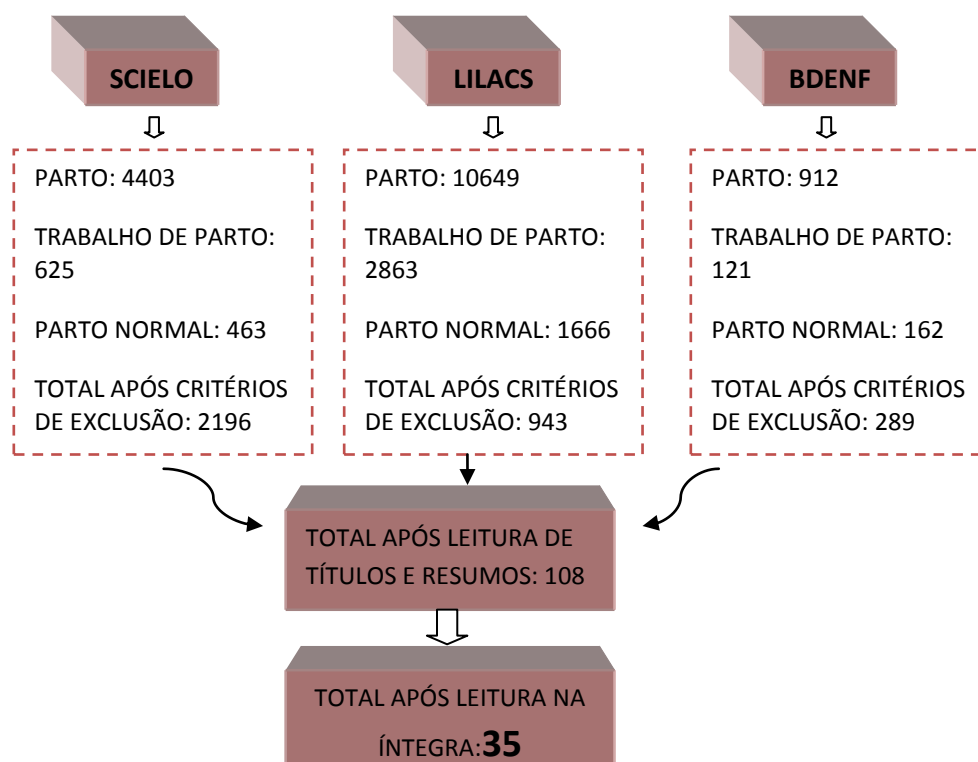 SCIELO
PARTO: 4403
TRABALHO DE PARTO:
625
PARTO NORMAL: 463
TOTAL APÓS CRITÉRIOS
DE EXCLUSÃO: 2196
LILACS
PARTO: 10649
TRABALHO DE PARTO:
2863
PARTO NORMAL: 1666
TOTAL APÓS CRITÉRIOS
DE EXCLUSÃO: 943
BDENF
PARTO: 912
TRABALHO DE PARTO:
121
PARTO NORMAL: 162
TOTAL APÓS CRITÉRIOS
DE EXCLUSÃO: 289
TOTAL APÓS LEITURA DE
TÍTULOS E RESUMOS: 108
TOTAL APÓS LEITURA NA
ÍNTEGRA:35